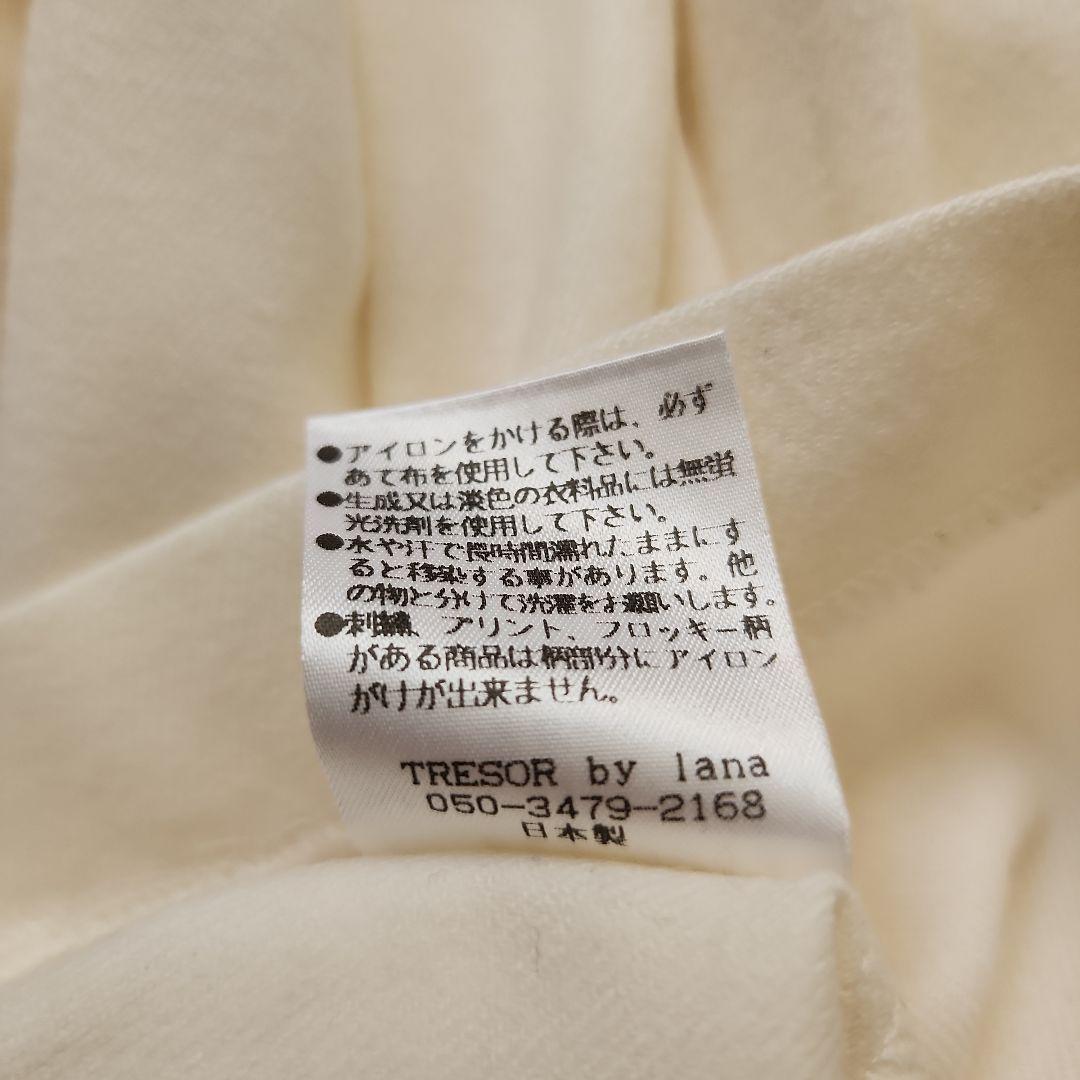 ●アイロンをかける際は、必ず
あて布を使用して下さい。
●生成又は淡色の衣料品には無蛍
光洗剤を使用して下さい。
●水や汗で長時間濡れたままにす
ると移染する事があります。他
の物と分けて洗濯をお願いします。
●刺繍、プリント、フロッキー柄
がある商品は柄部分にアイロン
がけが出来ません。
TRESOR by lana
050-3479-2168
日本製